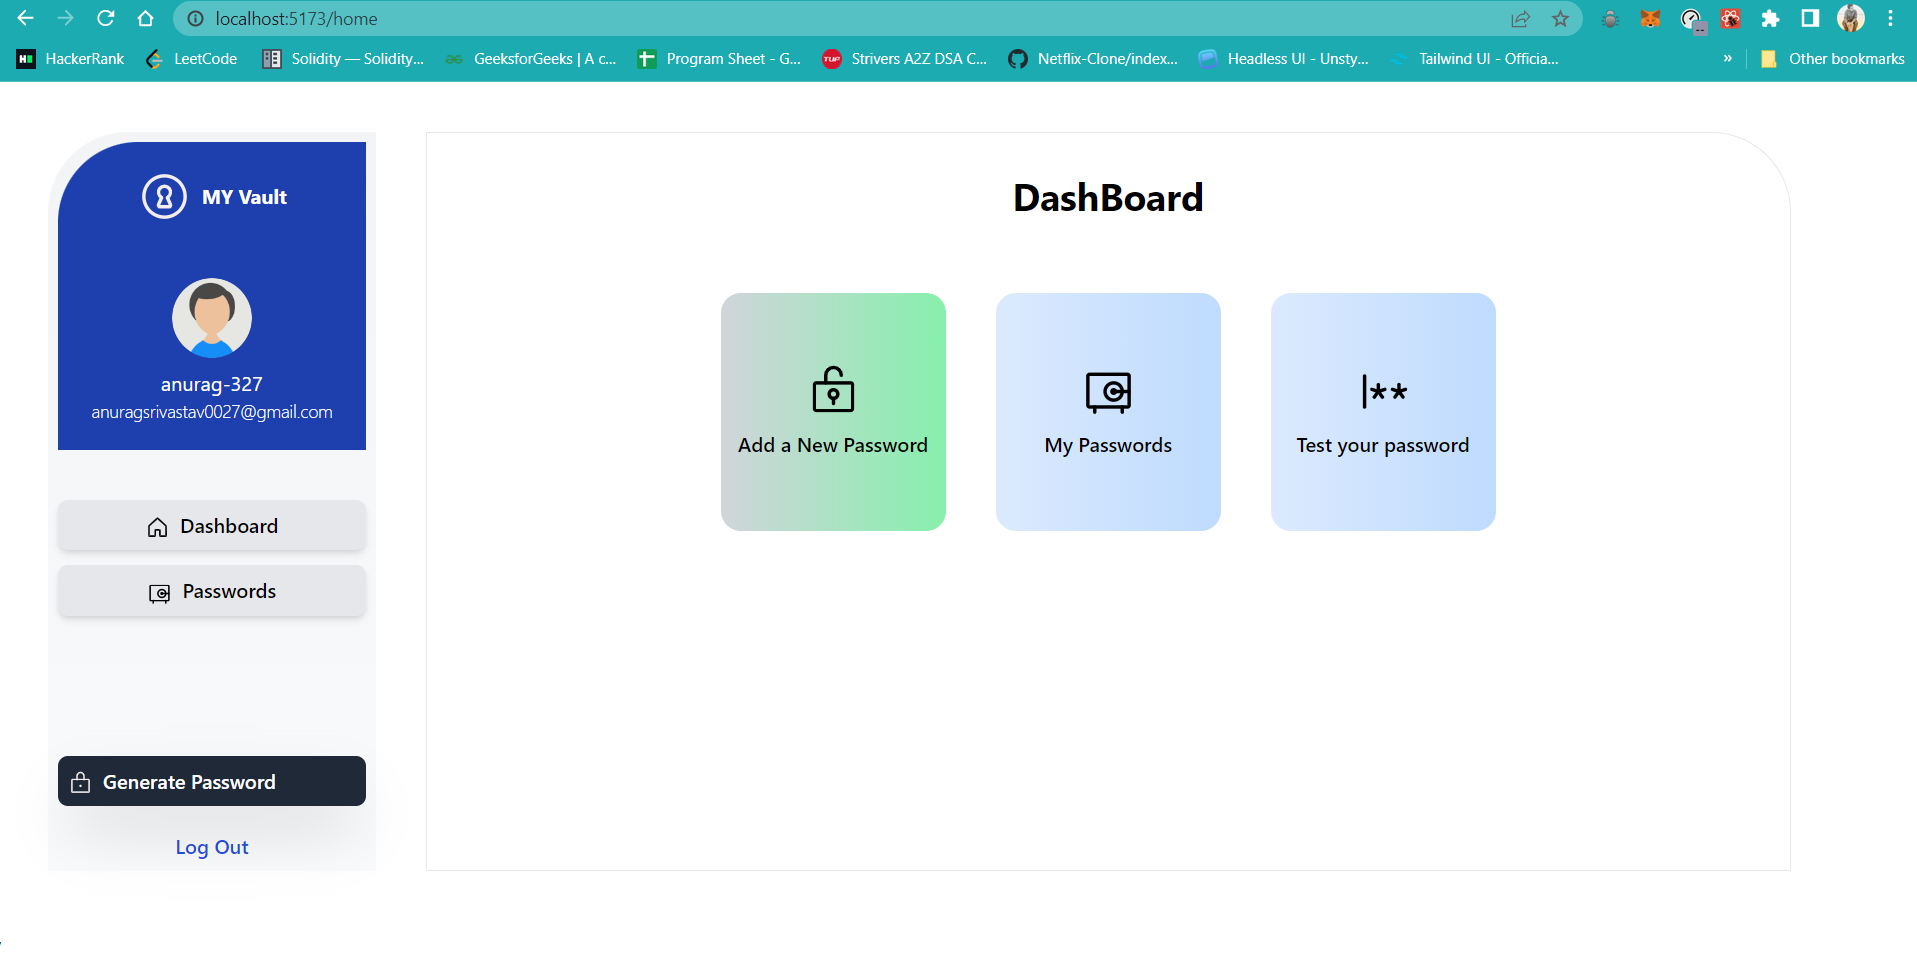 localhost:5173/home
HackerRank LeetCode Solidity — Solidity... GeeksforGeeks | A c... Program Sheet - G... Strivers A2Z DSA C... Netflix-Clone/index... Headless UI - Unsty... Tailwind UI - Officia... » Other bookmarks
MY Vault
anurag-327
anuragsrivastav0027@gmail.com
Dashboard
Passwords
Generate Password
Log Out
DashBoard
Add a New Password
My Passwords
|**
Test your password